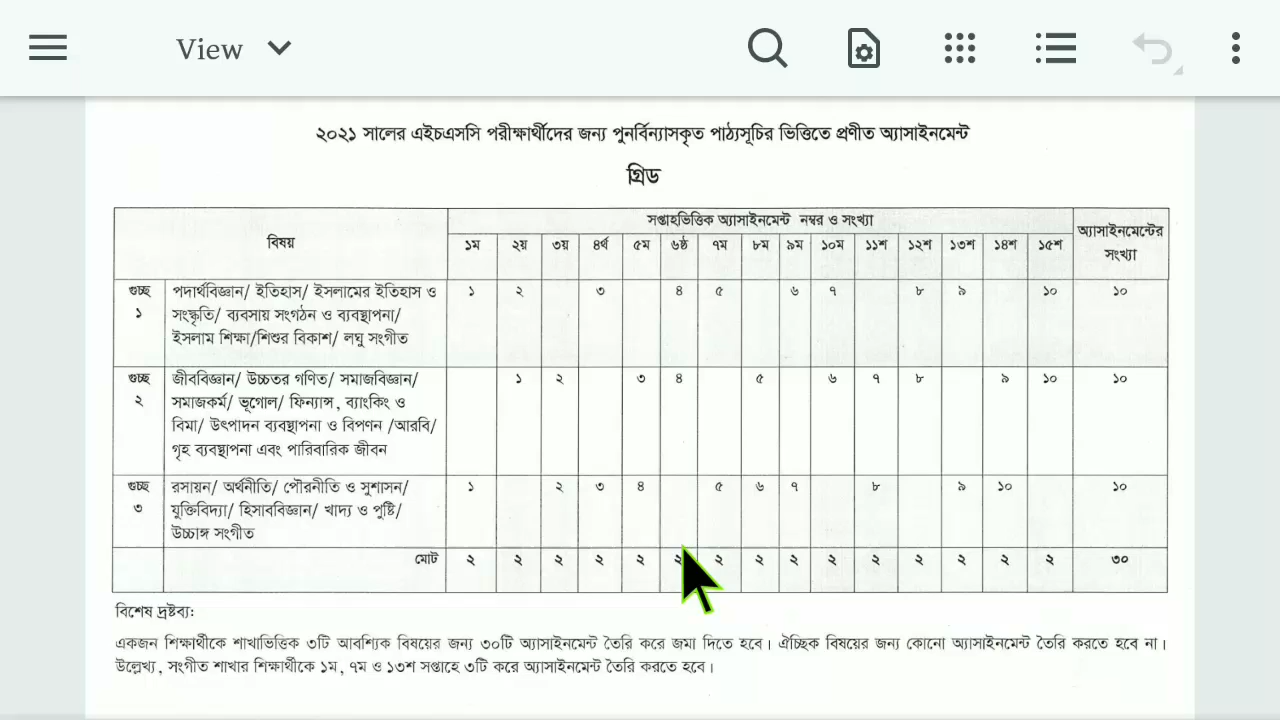 View
২০২১ সালের এইচএসসি পরীক্ষার্থীদের জন্য পুনর্বিন্যাসকৃত পাঠ্যসূচির ভিত্তিতে প্রণীত অ্যাসাইনমেন্ট
গ্রিড
বিষয় সপ্তাহভিত্তিক অ্যাসাইনমেন্ট নম্বর ও সংখ্যা অ্যাসাইনমেন্টের সংখ্যা
১ম ২য় ৩য় ৪র্থ ৫ম ৬ষ্ঠ ৭ম ৮ম ৯ম ১০ম ১১শ ১২শ ১৩শ ১৪শ ১৫শ
গুচ্ছ পদার্থবিজ্ঞান/ ইতিহাস/ ইসলামের ইতিহাস ও ১ ২ ৩ ৪ ৫ ৬ ৭ ৮ ৯ ১০ ১০
১ সংস্কৃতি/ ব্যবসায় সংগঠন ও ব্যবস্থাপনা/
ইসলাম শিক্ষা/শিশুর বিকাশ/ লঘু সংগীত
গুচ্ছ জীববিজ্ঞান/ উচ্চতর গণিত/ সমাজবিজ্ঞান/ ১ ২ ৩ ৪ ৫ ৬ ৭ ৮ ৯ ১০ ১০
২ সমাজকর্ম/ ভূগোল/ ফিন্যান্স, ব্যাংকিং ও
বিমা/ উৎপাদন ব্যবস্থাপনা ও বিপণন /আরবি/
গৃহ ব্যবস্থাপনা এবং পারিবারিক জীবন
গুচ্ছ রসায়ন/ অর্থনীতি/ পৌরনীতি ও সুশাসন/ ১ ২ ৩ ৪ ৫ ৬ ৭ ৮ ৯ ১০ ১০
৩ যুক্তিবিদ্যা/ হিসাববিজ্ঞান/ খাদ্য ও পুষ্টি/
উচ্চাঙ্গ সংগীত
মোট ২ ২ ২ ২ ২ ২ ২ ২ ২ ২ ২ ২ ২ ২ ২ ৩০
বিশেষ দ্রষ্টব্য:
একজন শিক্ষার্থীকে শাখাভিত্তিক ৩টি আবশ্যিক বিষয়ের জন্য ৩০টি অ্যাসাইনমেন্ট তৈরি করে জমা দিতে হবে। ঐচ্ছিক বিষয়ের জন্য কোনো অ্যাসাইনমেন্ট তৈরি করতে হবে না।
উল্লেখ্য, সংগীত শাখার শিক্ষার্থীকে ১ম, ৭ম ও ১৩শ সপ্তাহে ৩টি করে অ্যাসাইনমেন্ট তৈরি করতে হবে।